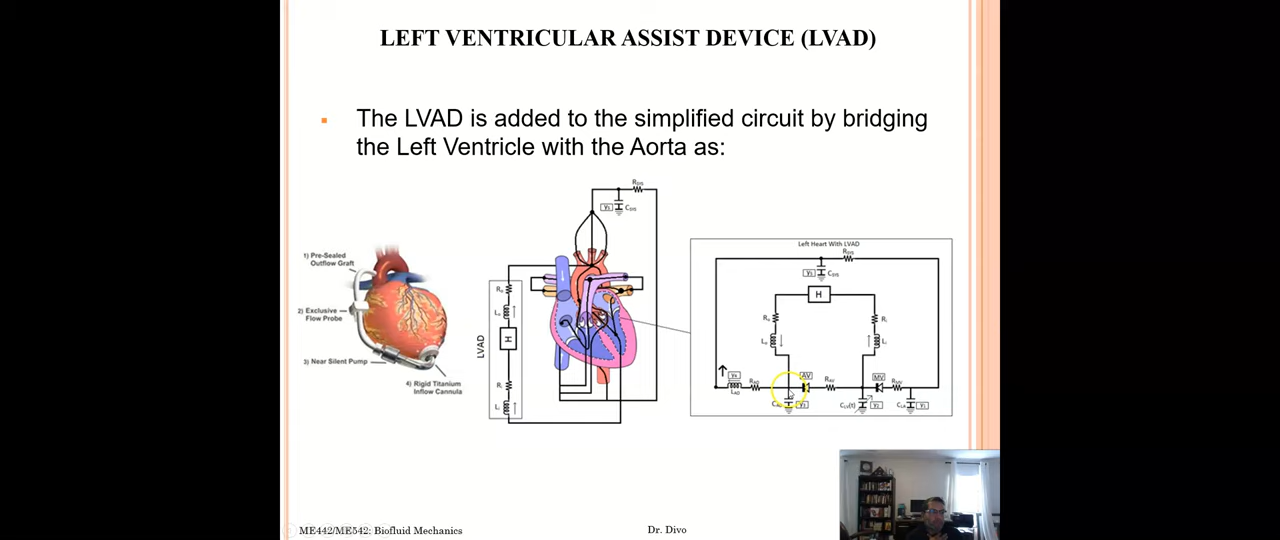 LEFT VENTRICULAR ASSIST DEVICE (LVAD)
The LVAD is added to the simplified circuit by bridging
the Left Ventricle with the Aorta as:
1) Pre-Sealed
Outflow Graft
2) Exclusive
Flow Probe
3) Near Silent Pump
4) Rigid Titanium
Inflow Cannula
LVAD
H
Left Heart With LVAD
H
AV
MV
ME442/ME542: Biofluid Mechanics
Dr. Divo